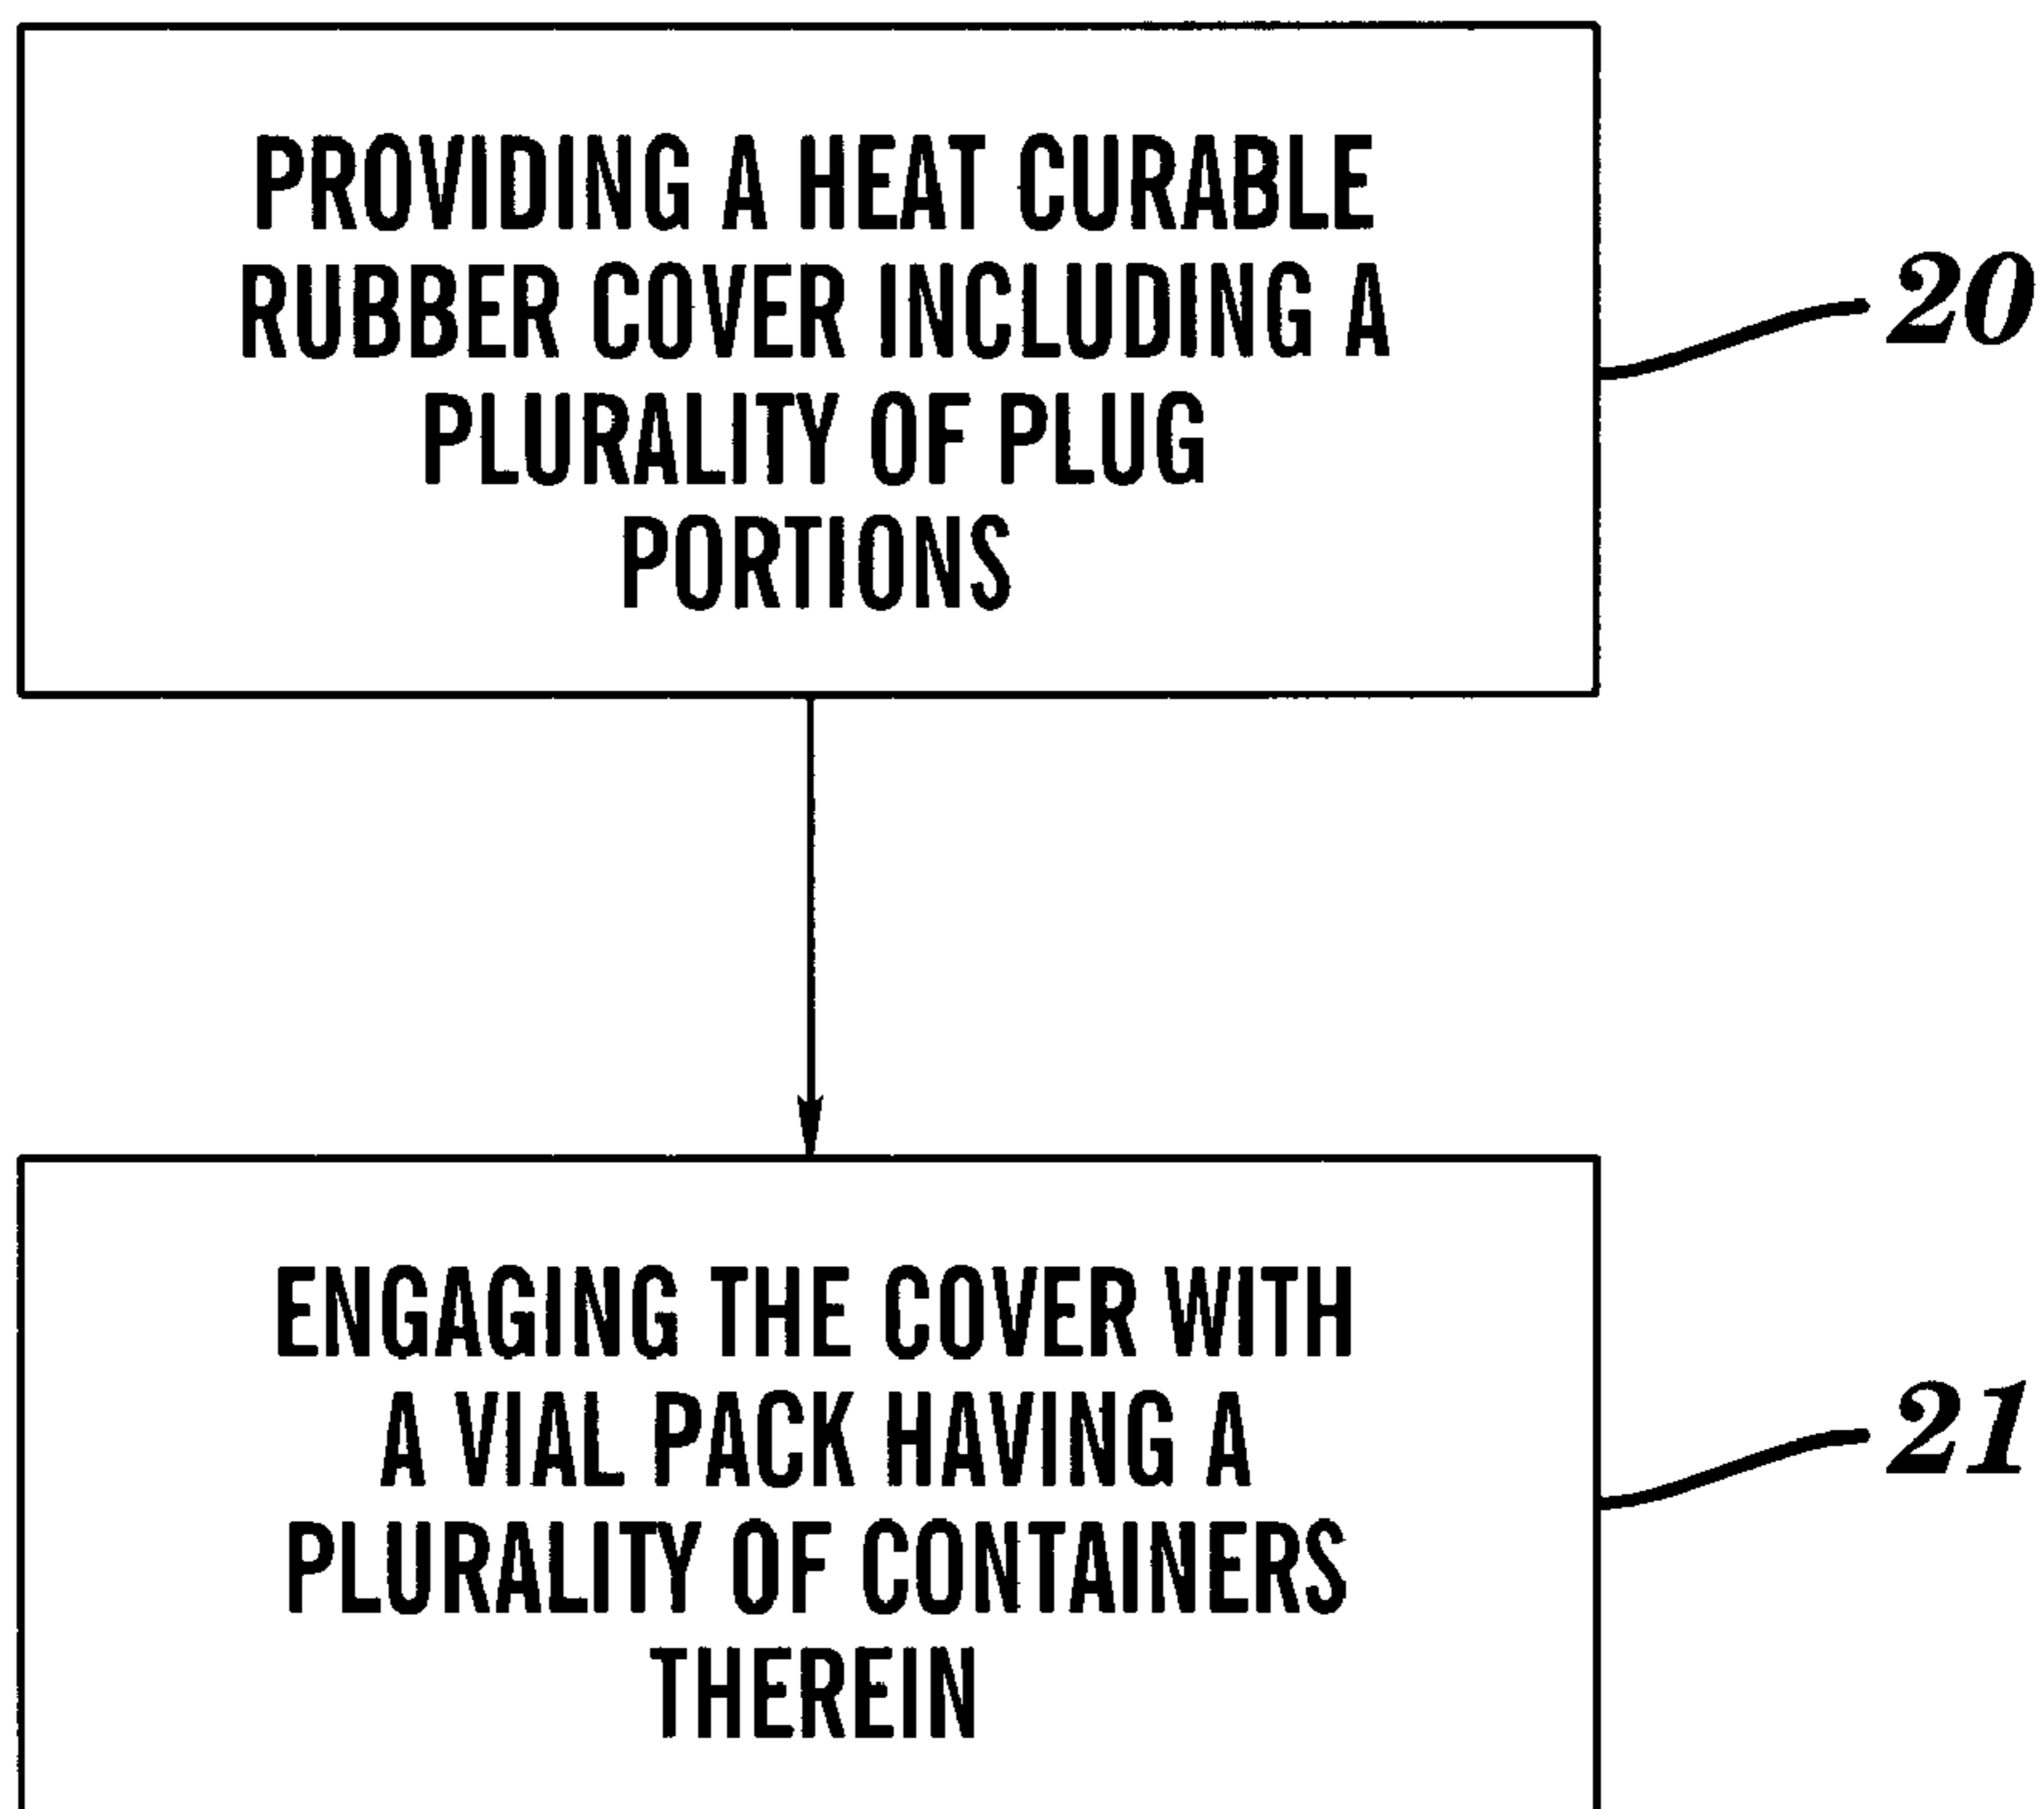 PROVIDING A HEAT CURABLE
RUBBER COVER INCLUDING A
PLURALITY OF PLUG
PORTIONS
20
ENGAGING THE COVER WITH
A VIAL PACK HAVING A
PLURALITY OF CONTAINERS
THEREIN
21